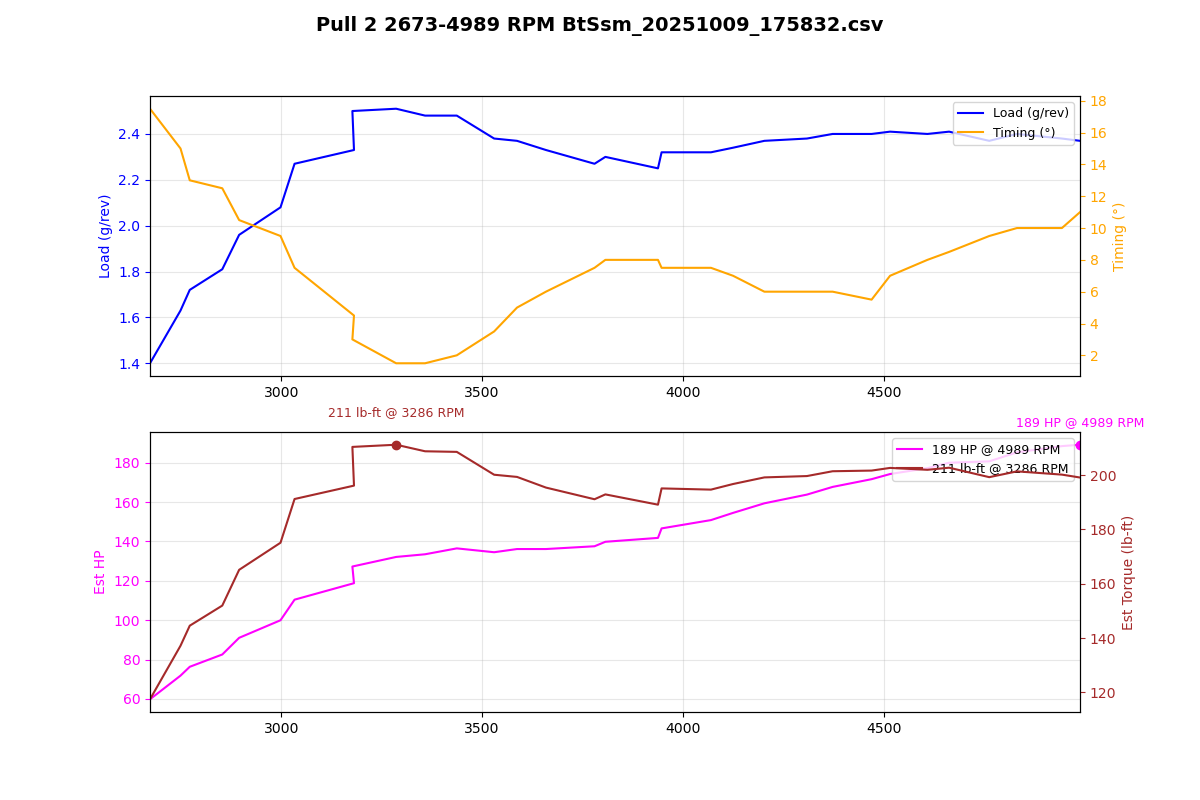 Pull 2 2673-4989 RPM BtSsm_20251009_175832.csv
Load (g/rev)
Timing (°)
2.4
2.2
2.0
1.8
1.6
1.4
Load (g/rev)
18
16
14
12
10
8
6
4
2
Timing (°)
3000 3500 4000 4500
211 lb-ft @ 3286 RPM
189 HP @ 4989 RPM
189 HP @ 4989 RPM
211 lb-ft @ 3286 RPM
180
160
140
120
100
80
60
Est HP
200
180
160
140
120
Est Torque (lb-ft)
3000 3500 4000 4500